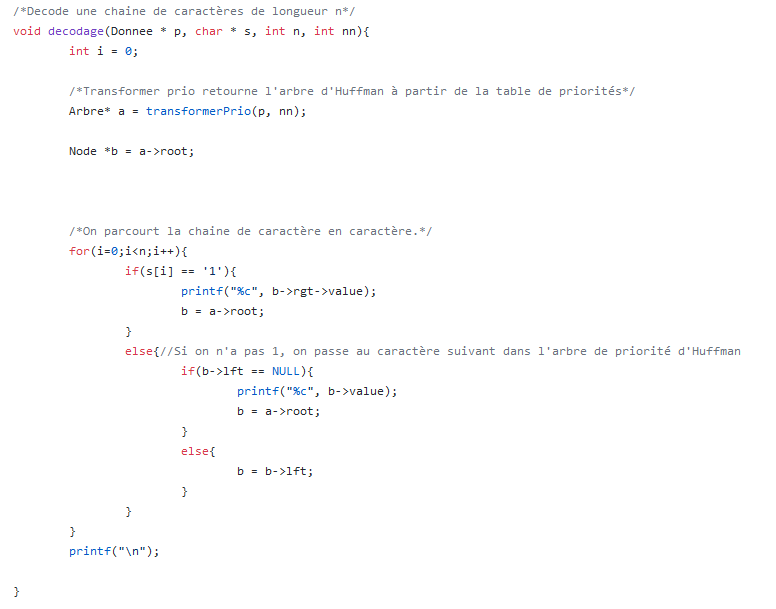 /*Decode une chaine de caractères de longueur n*/
void decodage(Donnee * p, char * s, int n, int nn){
int i = 0;
/*Transformer prio retourne l'arbre d'Huffman à partir de la table de priorités*/
Arbre* a = transformerPrio(p, nn);
Node *b = a->root;
/*On parcourt la chaine de caractère en caractère.*/
for(i=0;i<n;i++){
if(s[i] == '1'){
printf("%c", b->rgt->value);
b = a->root;
}
else{//Si on n'a pas 1, on passe au caractère suivant dans l'arbre de priorité d'Huffman
if(b->lft == NULL){
printf("%c", b->value);
b = a->root;
}
else{
b = b->lft;
}
}
}
printf("\n");
}